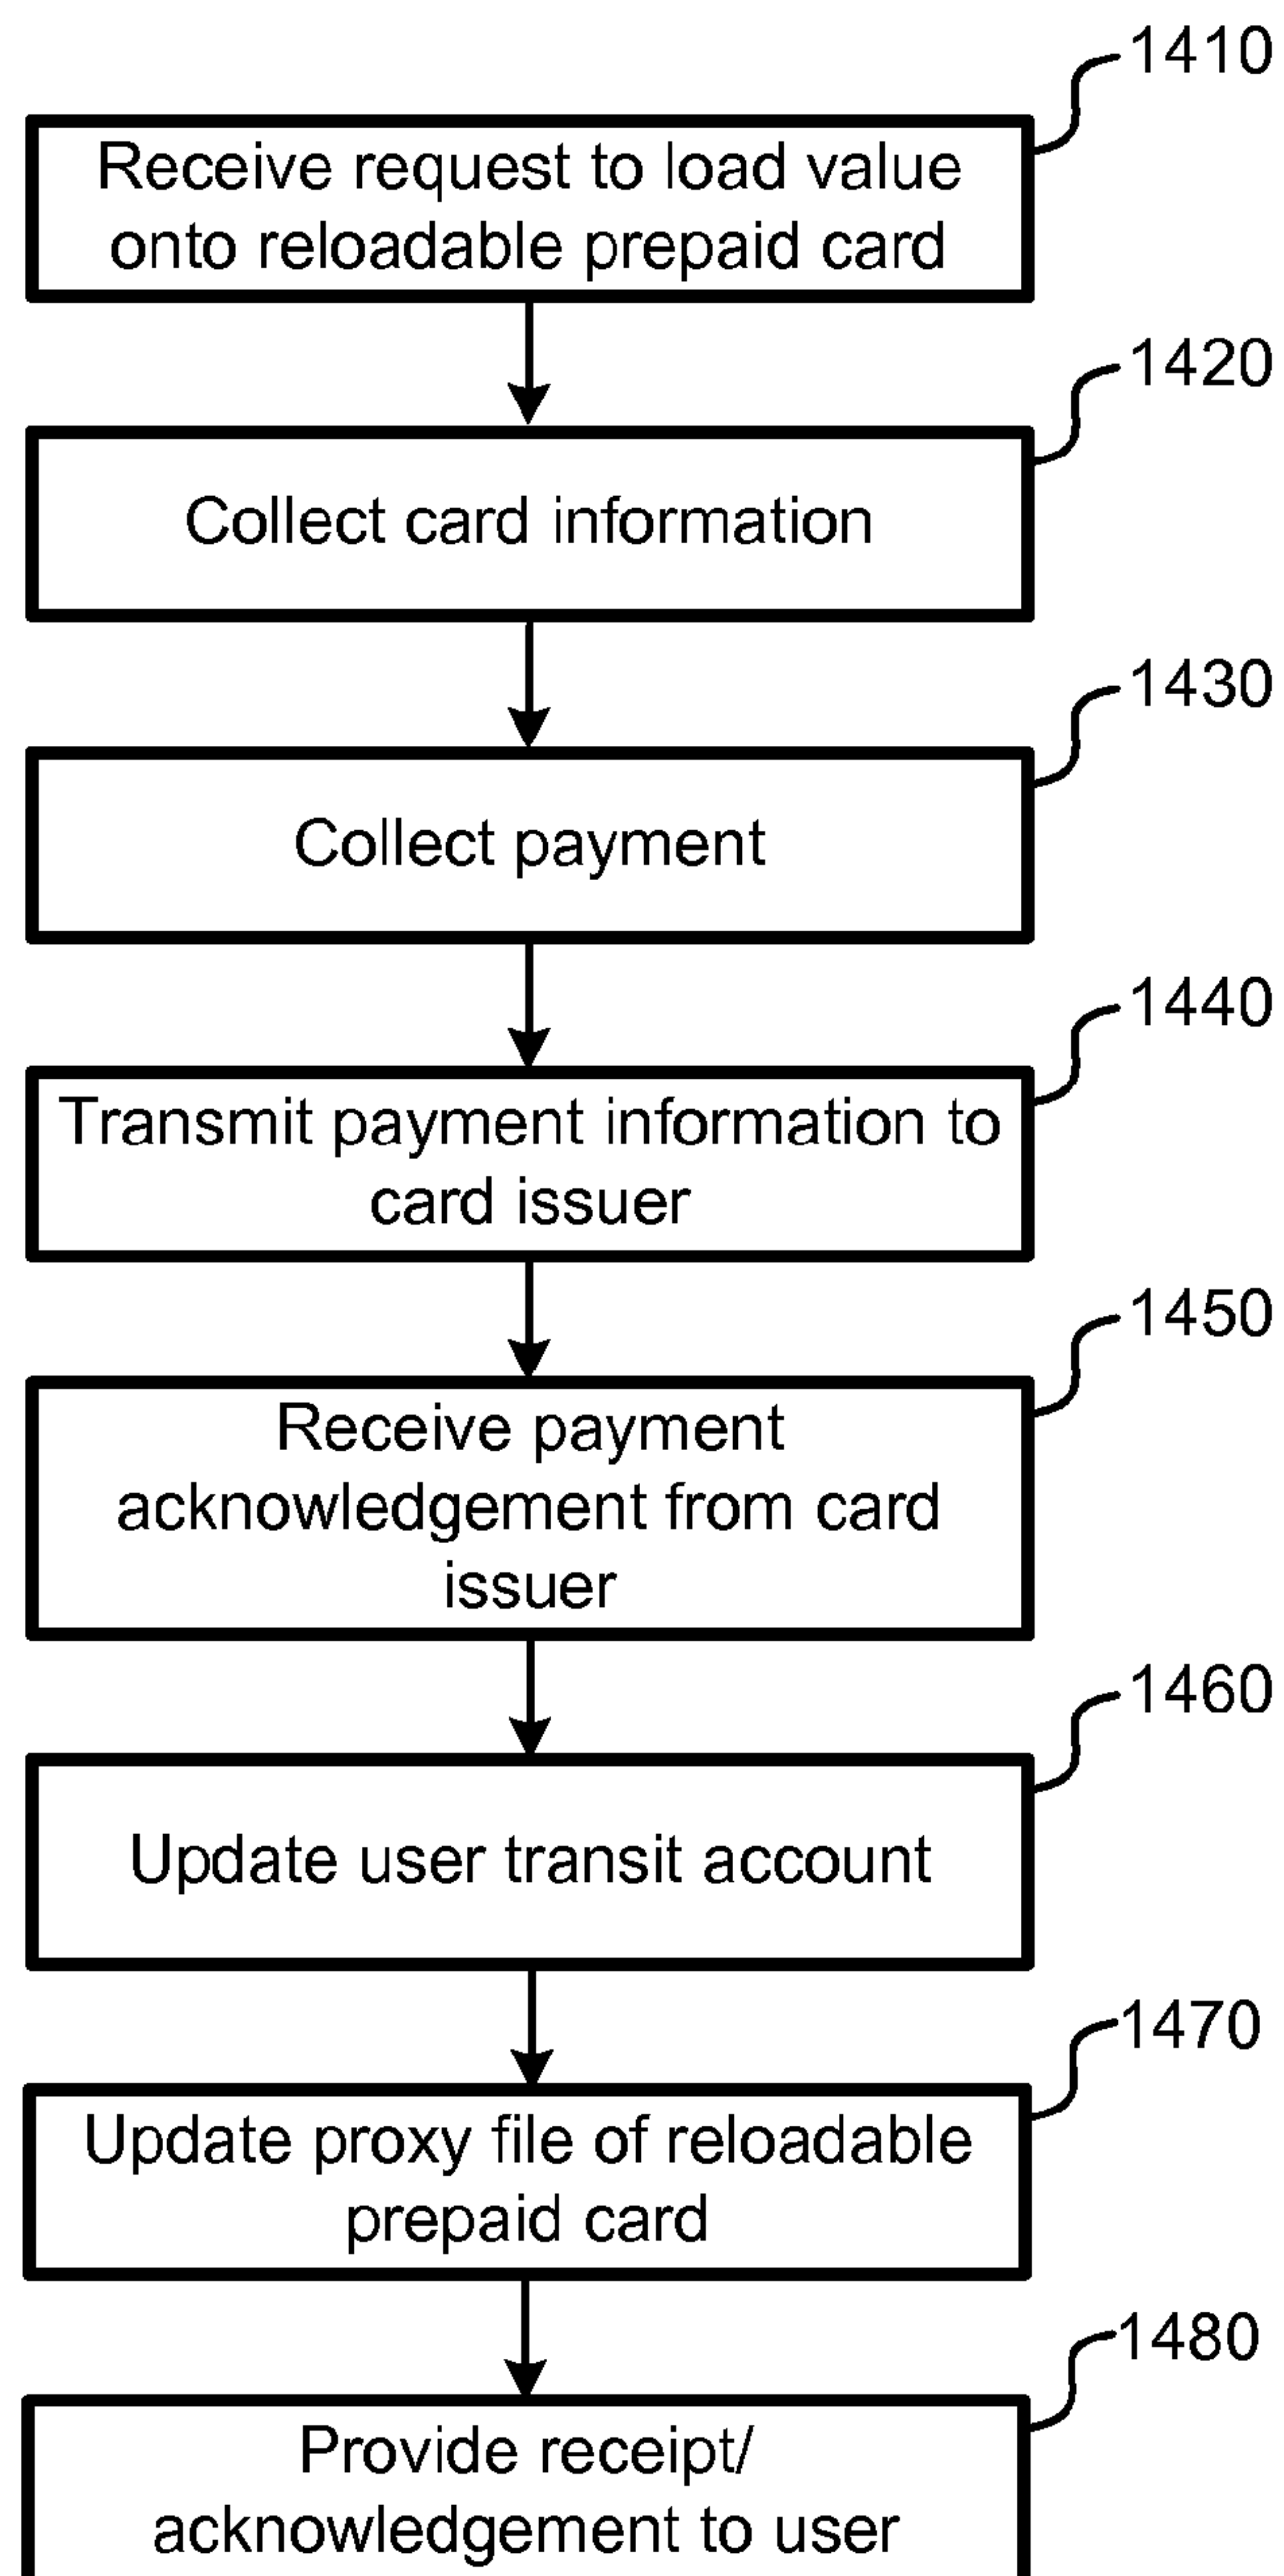 1410
Receive request to load value
onto reloadable prepaid card
1420
Collect card information
1430
Collect payment
1440
Transmit payment information to
card issuer
1450
Receive payment
acknowledgement from card
issuer
1460
Update user transit account
1470
Update proxy file of reloadable
prepaid card
1480
Provide receipt/
acknowledgement to user